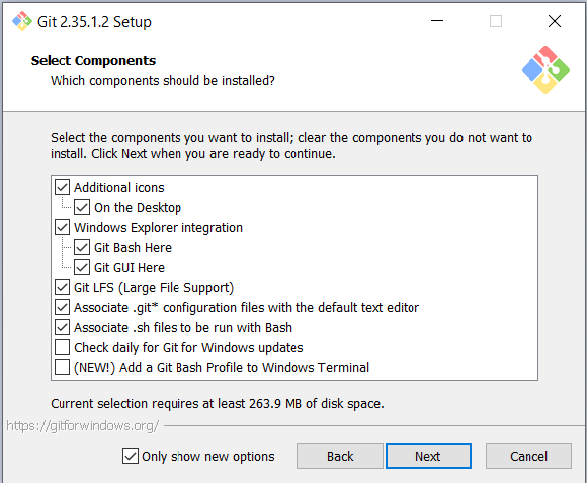 Git 2.35.1.2 Setup
Select Components
Which components should be installed?
Select the components you want to install; clear the components you do not want to
install. Click Next when you are ready to continue.
Additional icons
On the Desktop
Windows Explorer integration
Git Bash Here
Git GUI Here
Git LFS (Large File Support)
Associate .git* configuration files with the default text editor
Associate .sh files to be run with Bash
Check daily for Git for Windows updates
(NEW!) Add a Git Bash Profile to Windows Terminal
Current selection requires at least 263.9 MB of disk space.
https://gitforwindows.org/
Only show new options
Back
Next
Cancel